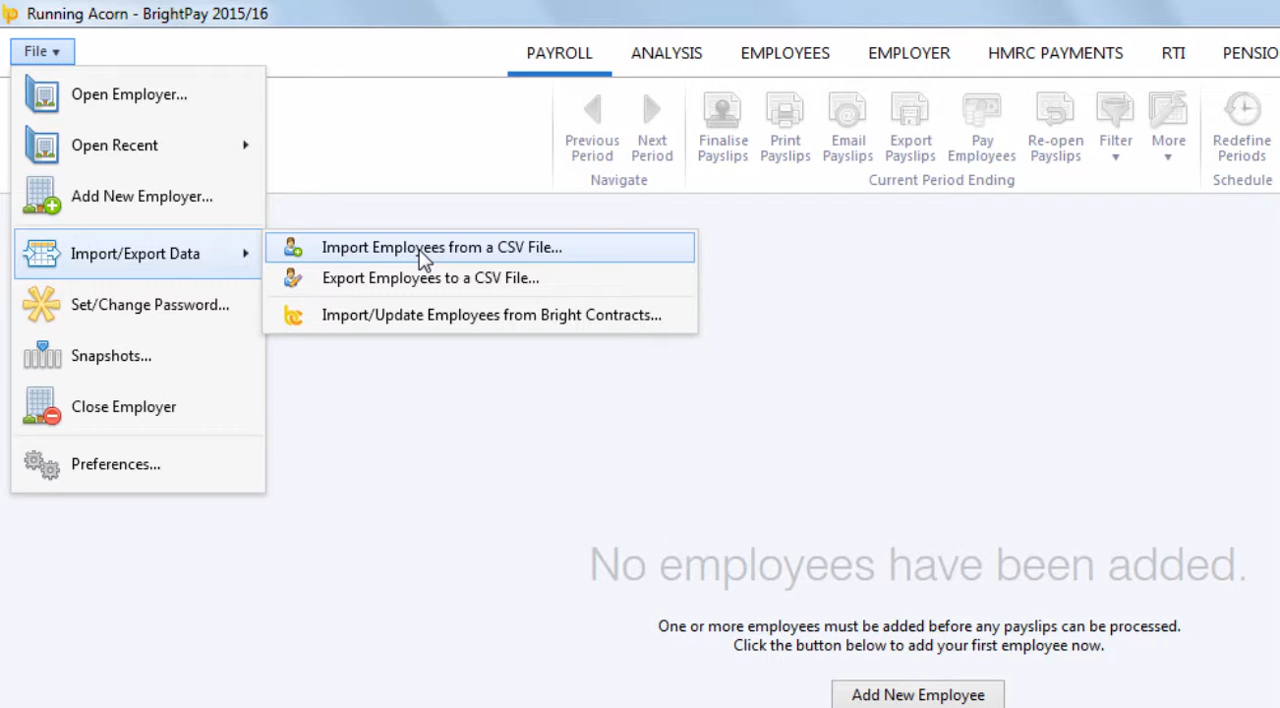 Running Acorn - BrightPay 2015/16
File ▾
PAYROLL
ANALYSIS
EMPLOYEES
EMPLOYER
HMRC PAYMENTS
RTI
PENSIO
Open Employer...
Open Recent
Add New Employer...
Import/Export Data
Set/Change Password...
Snapshots...
Close Employer
Preferences...
Import Employees from a CSV File...
Export Employees to a CSV File...
Import/Update Employees from Bright Contracts...
Previous
Period
Next
Period
Navigate
Finalise
Payslips
Print
Payslips
Email
Payslips
Export
Payslips
Pay
Employees
Re-open
Payslips
Filter
More
Current Period Ending
Redefine
Periods
Schedule
No employees have been added.
One or more employees must be added before any payslips can be processed.
Click the button below to add your first employee now.
Add New Employee